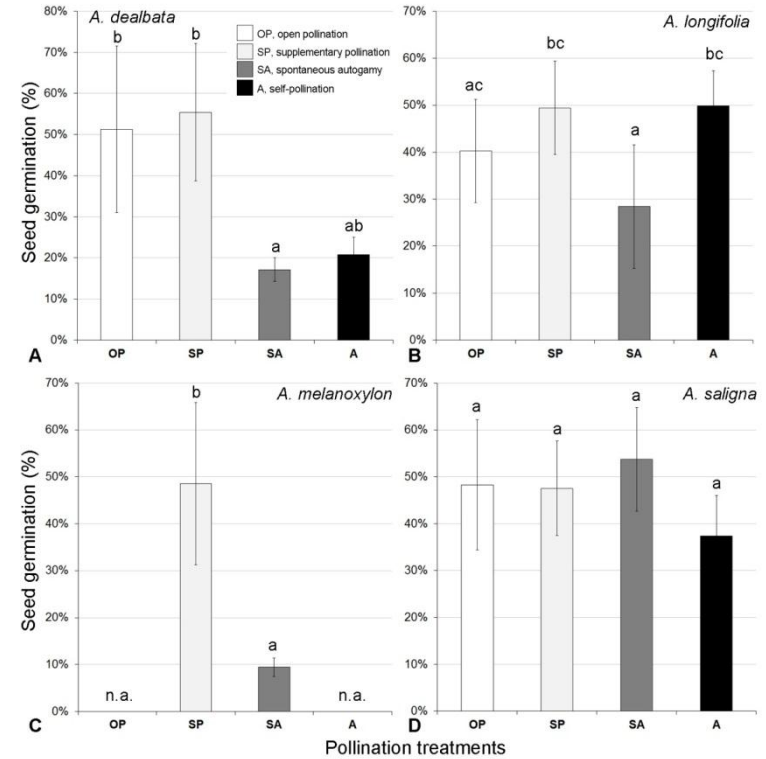 A. dealbata
OP, open pollination
SP, supplementary pollination
SA, spontaneous autogamy
A, self-pollination
Seed germination (%)
80%
70%
60%
50%
40%
30%
20%
10%
0%
b
b
a
ab
A
OP
SP
SA
A
A. longifolia
70%
60%
50%
40%
30%
20%
10%
0%
ac
bc
a
bc
B
OP
SP
SA
A
A. melanoxylon
Seed germination (%)
70%
60%
50%
40%
30%
20%
10%
0%
n.a.
b
a
n.a.
C
OP
SP
SA
A
A. saligna
70%
60%
50%
40%
30%
20%
10%
0%
a
a
a
a
D
OP
SP
SA
A
Pollination treatments